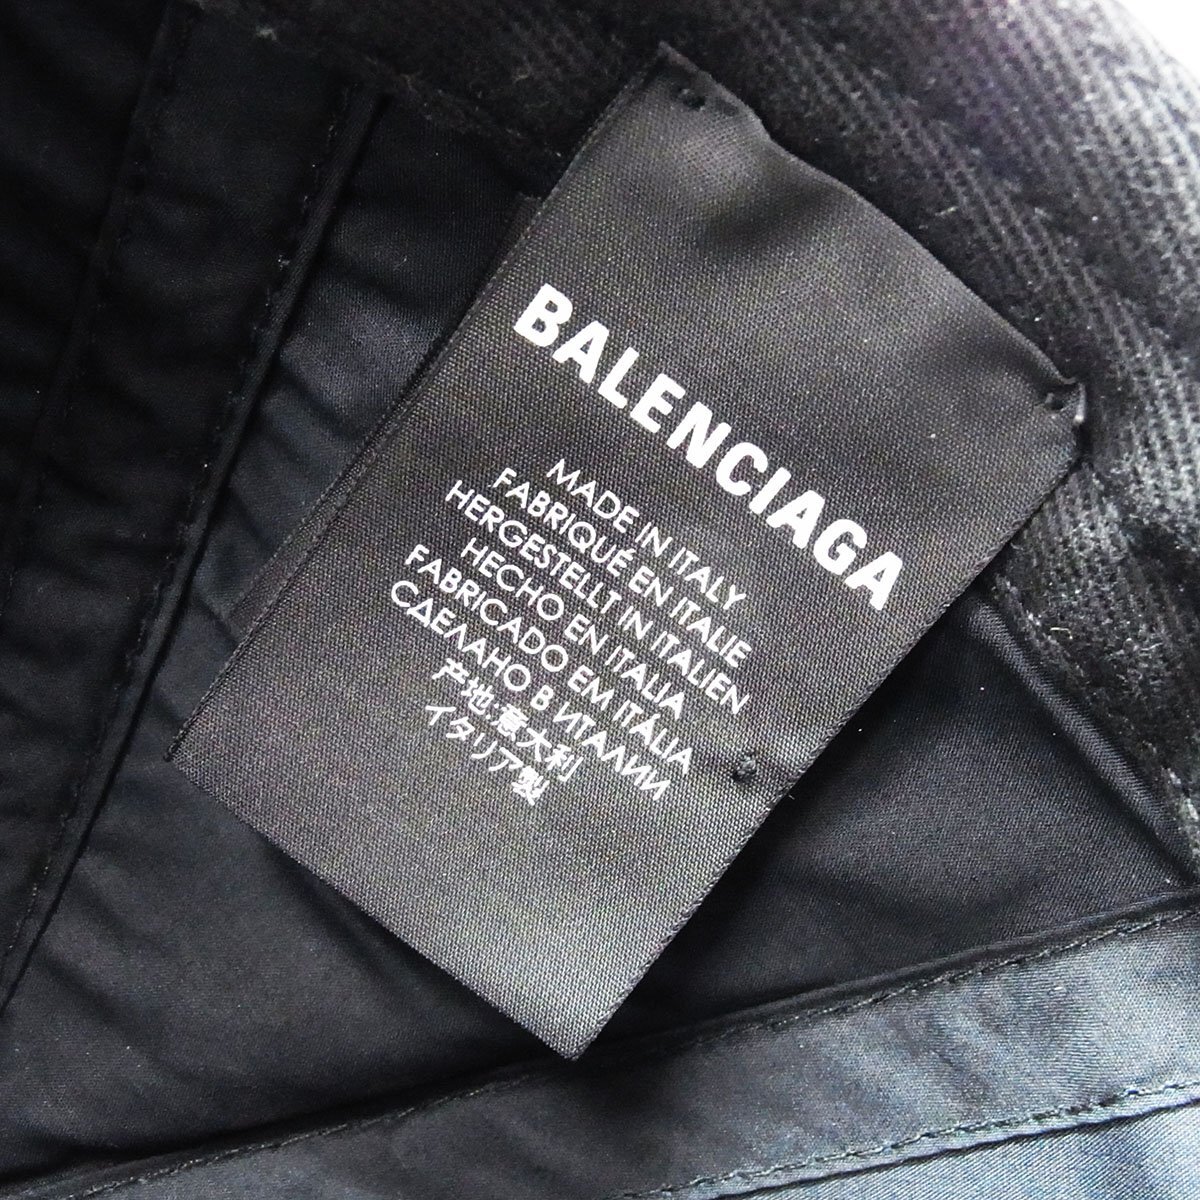 BALENCIAGA
MADE IN ITALY
FABRIQUÉ EN ITALIE
HERGESTELLT IN ITALIEN
HECHO EN ITALIA
FABRICADO EM ITÁLIA
СДЕЛАНО В ИТАЛИИ
产地:意大利
イタリア製